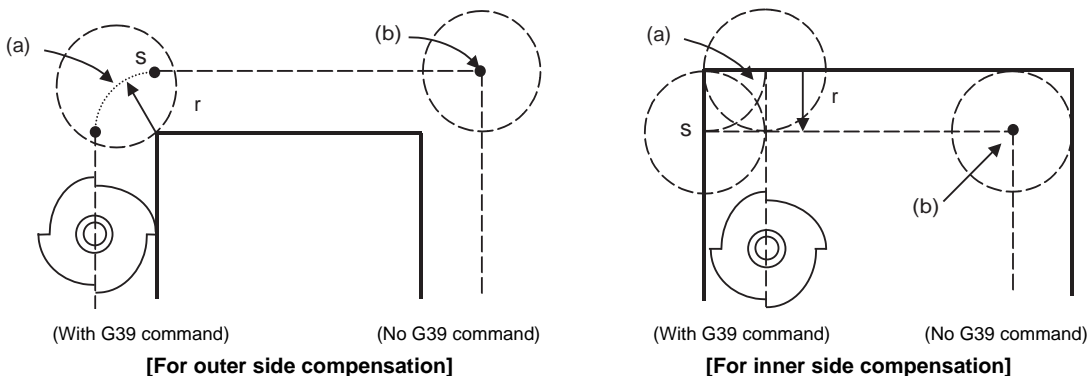 (a)
S
r
(b)
(With G39 command)
(No G39 command)
[For outer side compensation]
(a)
S
r
(b)
(With G39 command)
(No G39 command)
[For inner side compensation]